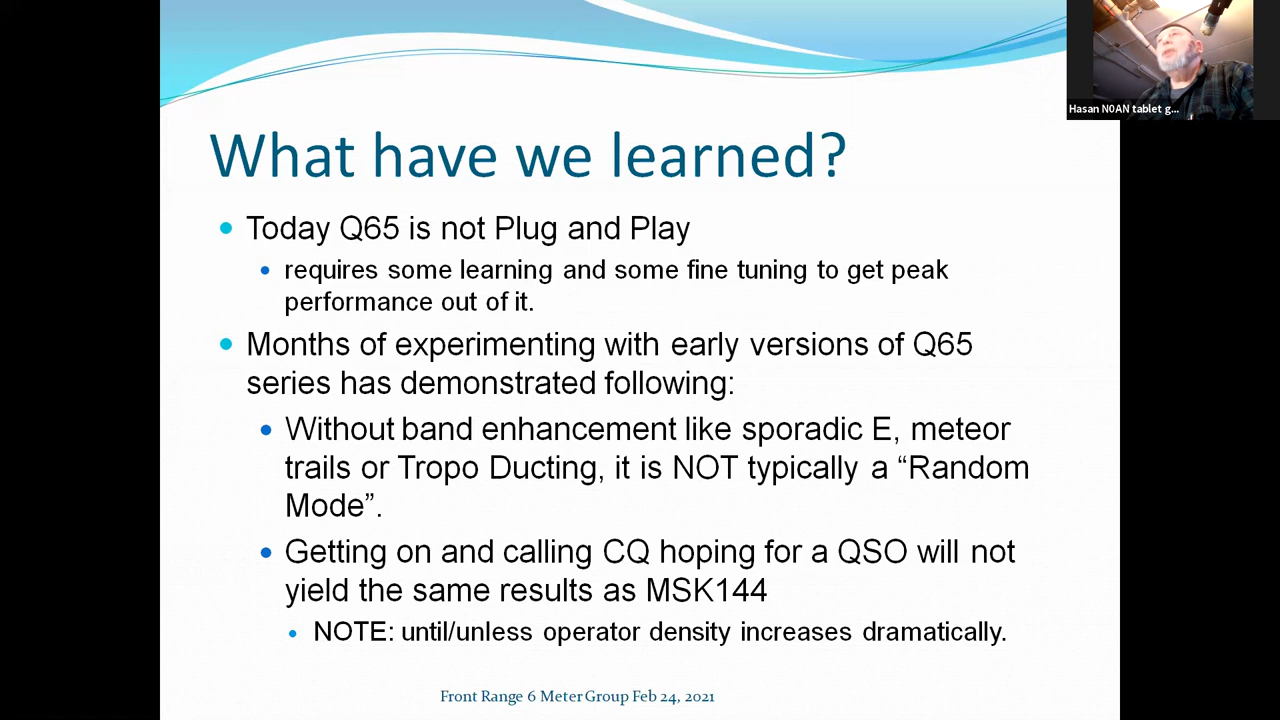 Hasan N0AN tablet g...
What have we learned?
Today Q65 is not Plug and Play
requires some learning and some fine tuning to get peak
performance out of it.
Months of experimenting with early versions of Q65
series has demonstrated following:
Without band enhancement like sporadic E, meteor
trails or Tropo Ducting, it is NOT typically a “Random
Mode”.
Getting on and calling CQ hoping for a QSO will not
yield the same results as MSK144
NOTE: until/unless operator density increases dramatically.
Front Range 6 Meter Group Feb 24, 2021